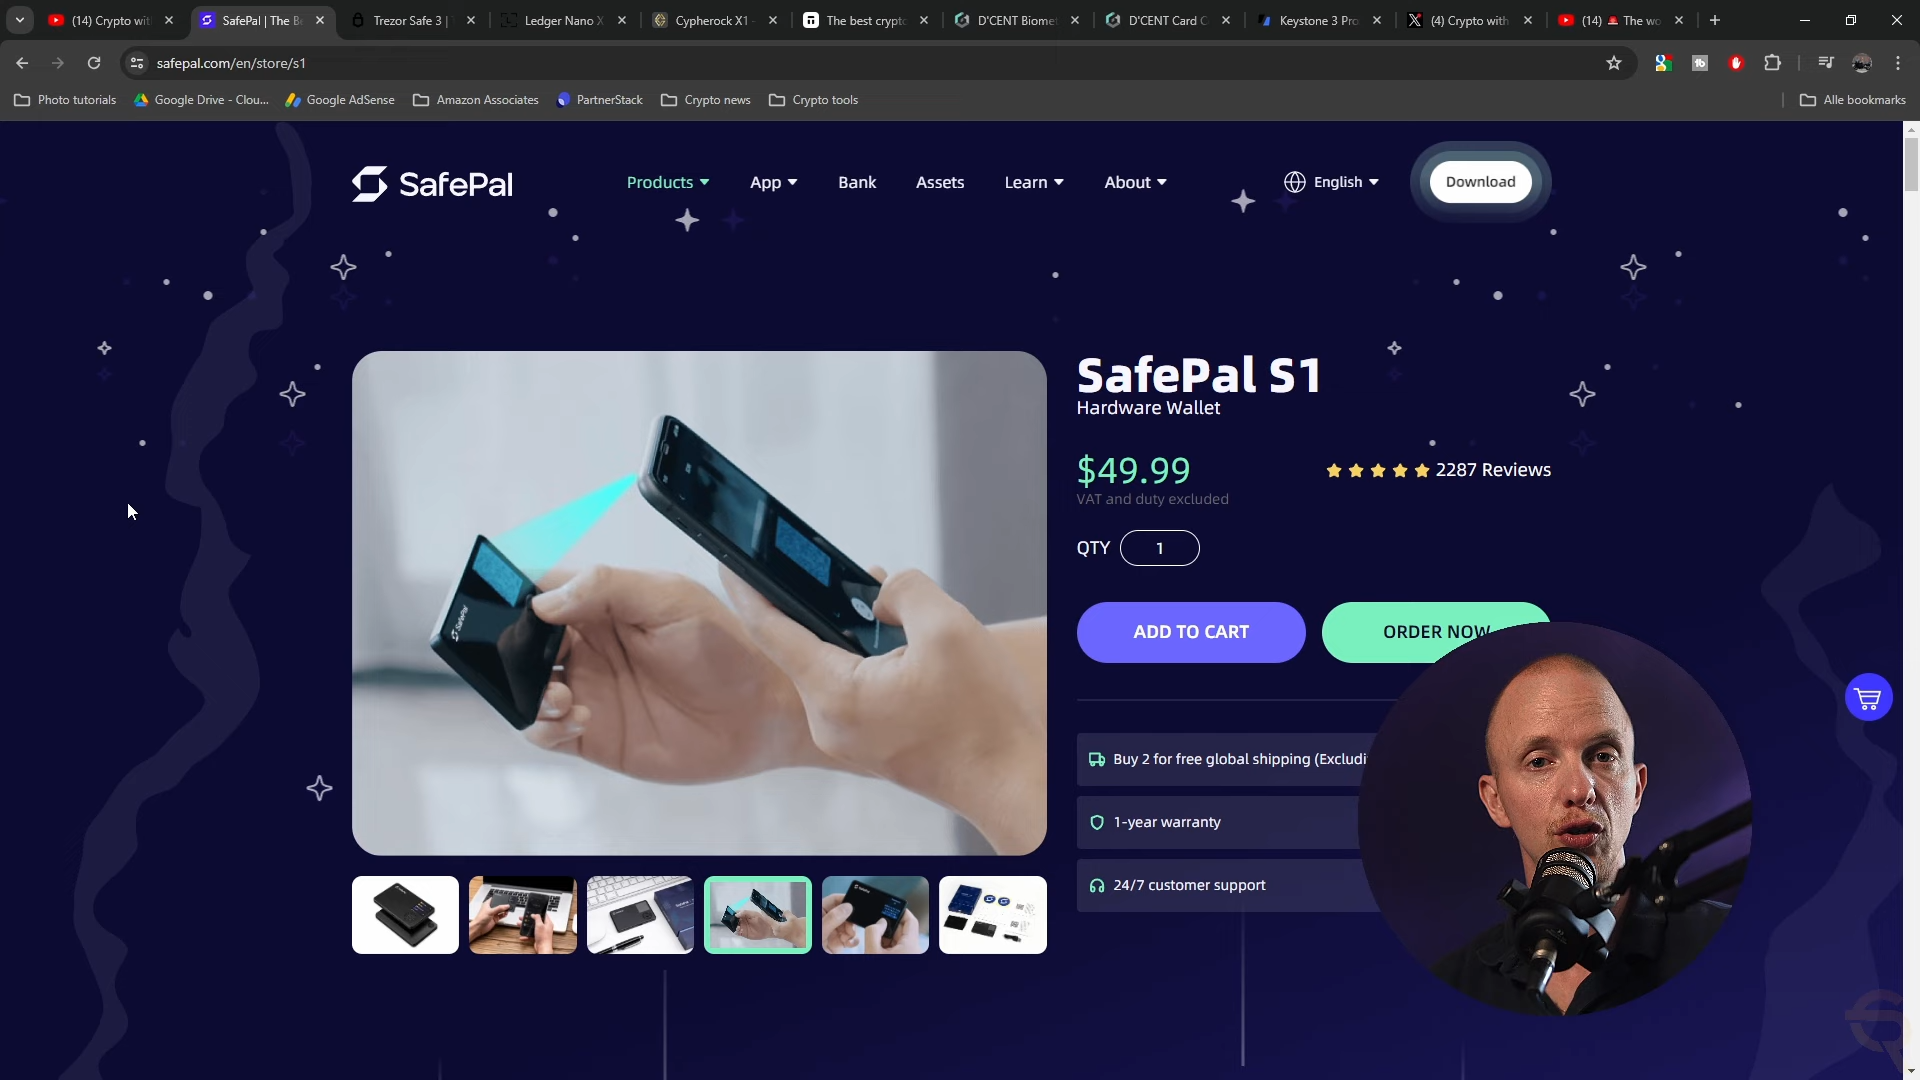 (14) Crypto wit
SafePal | The Be
Trezor Safe 3 |
Ledger Nano X
Cypherock X1 -
The best crypto
D'CENT Biomet
D'CENT Card C
Keystone 3 Pro
(4) Crypto with
(14) 🚨 The wo
safepal.com/en/store/s1
Photo tutorials
Google Drive - Clou...
Google AdSense
Amazon Associates
PartnerStack
Crypto news
Crypto tools
Alle bookmarks
SafePal
Products
App
Bank
Assets
Learn
About
English
Download
SafePal S1
Hardware Wallet
$49.99
2287 Reviews
VAT and duty excluded
QTY 1
ADD TO CART
ORDER NOW
Buy 2 for free global shipping (Excludi
1-year warranty
24/7 customer support
SafePal